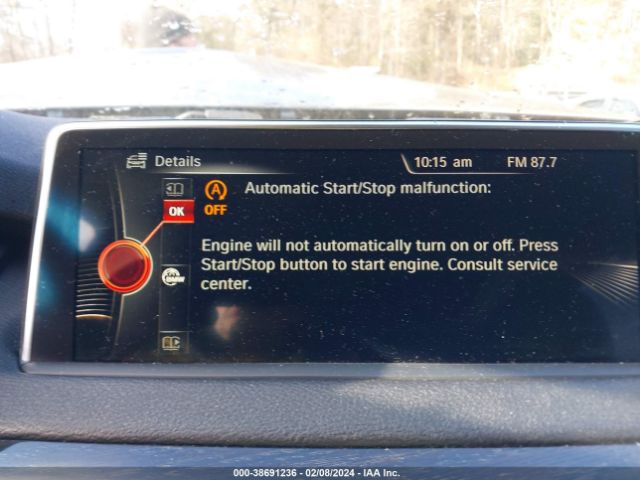 Details
10:15 am
FM 87.7
Automatic Start/Stop malfunction:
A
OFF
OK
Engine will not automatically turn on or off. Press
Start/Stop button to start engine. Consult service
center.
000-38691236 - 02/08/2024 - IAA Inc.